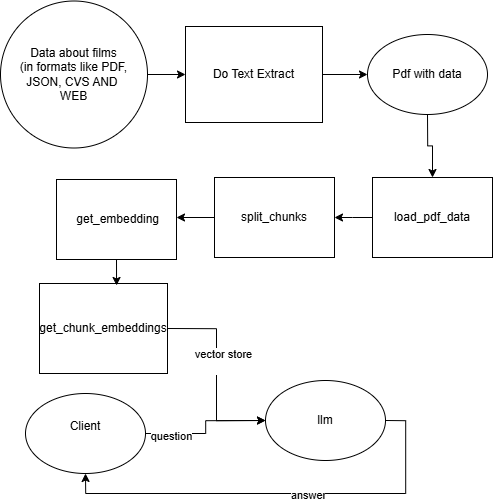 Data about films
(in formats like PDF,
JSON, CVS AND
WEB
Do Text Extract
Pdf with data
get_embedding
split_chunks
load_pdf_data
get_chunk_embeddings
vector store
Client
question
llm
answer